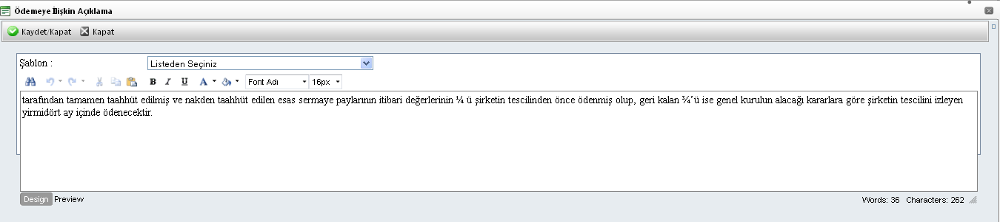 Ödemeye İlişkin Açıklama
Kaydet/Kapat Kapat
Şablon : Listeden Seçiniz
B I U A Font Adı 16px
tarafından tamamen taahhüt edilmiş ve nakden taahhüt edilen esas sermaye paylarının itibari değerlerinin ¼ ü şirketin tescilinden önce ödenmiş olup, geri kalan ¾’ü ise genel kurulun alacağı kararlara göre şirketin tescilini izleyen
yirmidört ay içinde ödenecektir.
Design Preview Words: 36 Characters: 262